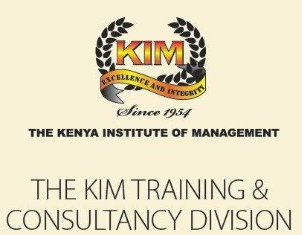 KIM
EXCELLENCE AND INTEGRITY
Since 1954
THE KENYA INSTITUTE OF MANAGEMENT
THE KIM TRAINING &
CONSULTANCY DIVISION